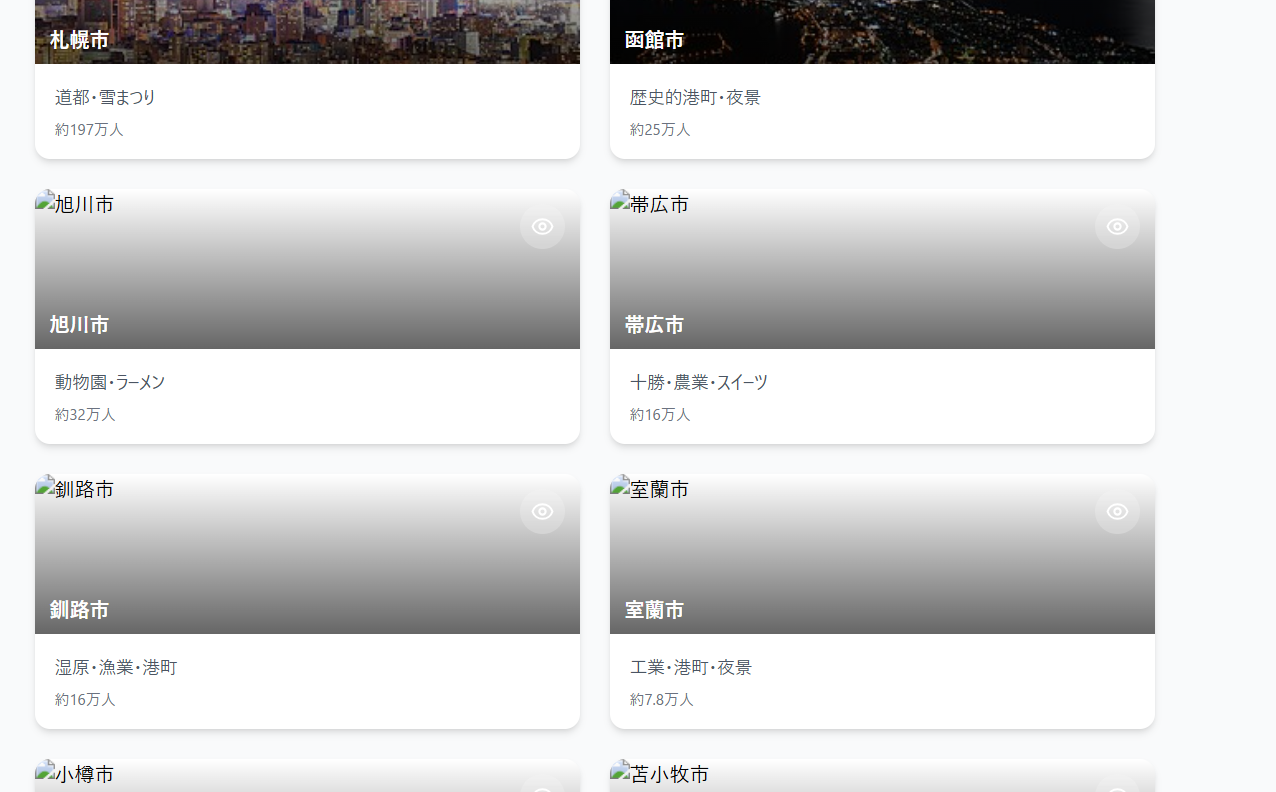 札幌市
函館市
道都・雪まつり
約197万人
歴史的港町・夜景
約25万人
旭川市
旭川市
動物園・ラーメン
約32万人
帯広市
帯広市
十勝・農業・スイーツ
約16万人
釧路市
釧路市
湿原・漁業・港町
約16万人
室蘭市
室蘭市
工業・港町・夜景
約7.8万人
小樽市
苫小牧市